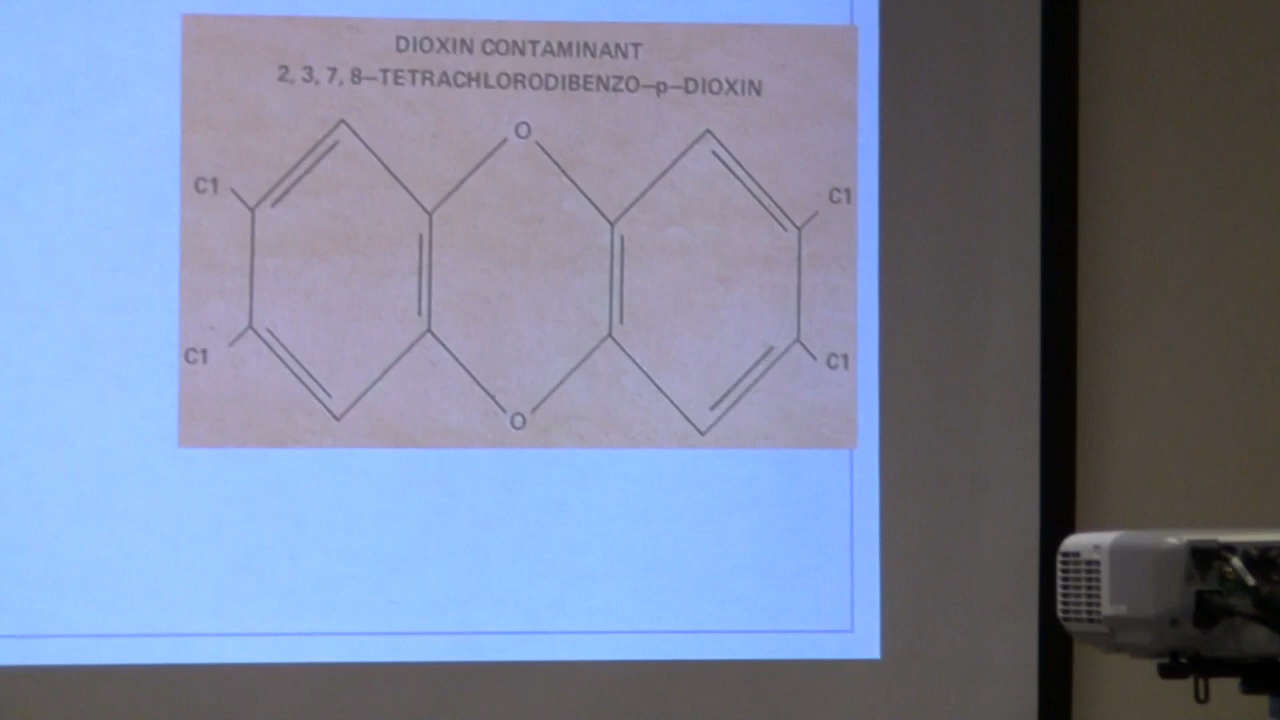 DIOXIN CONTAMINANT
2, 3, 7, 8–TETRACHLORODIBENZO–p–DIOXIN
O
C1
C1
C1
C1
O